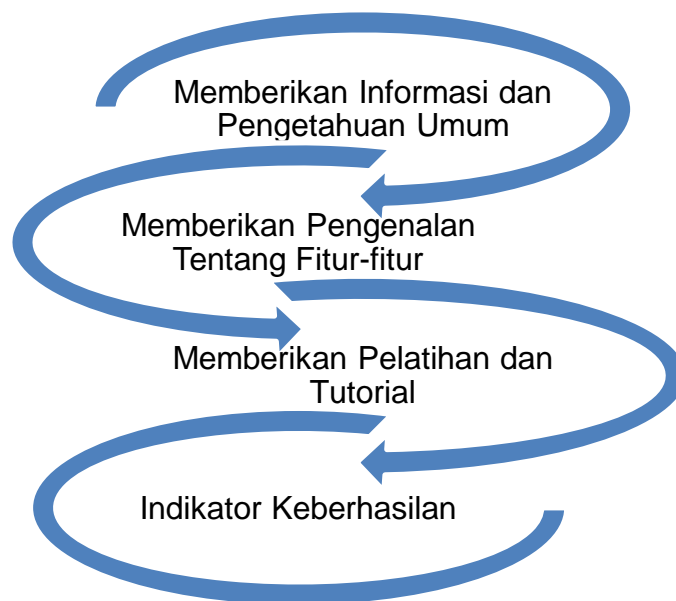 Memberikan Informasi dan
Pengetahuan Umum
Memberikan Pengenalan
Tentang Fitur-fitur
Memberikan Pelatihan dan
Tutorial
Indikator Keberhasilan